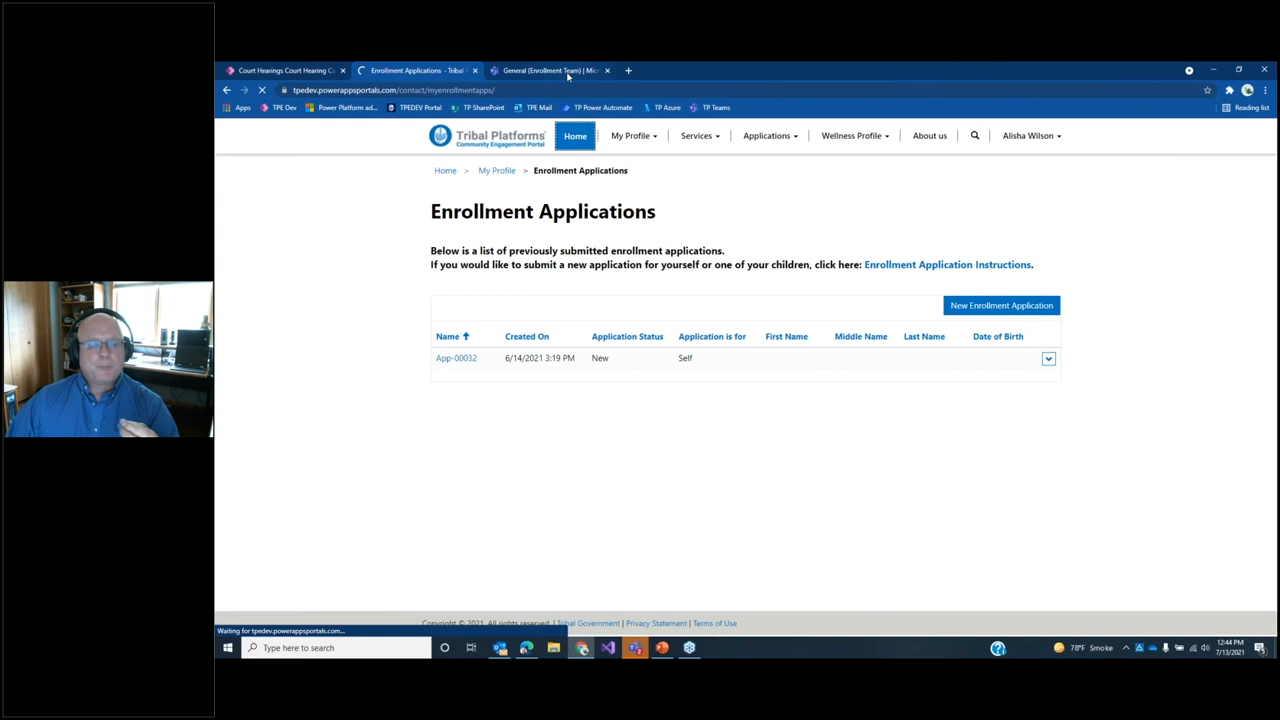 Court Hearings Court Hearing C
Enrollment Applications - Tribal
General (Enrollment Team) | Mic
tpedev.powerappsportals.com/contact/myenrollmentapps/
Apps
TPE Dev
Power Platform ad...
TPEDEV Portal
TP SharePoint
TPE Mail
TP Power Automate
TP Azure
TP Teams
Reading list
Tribal Platforms
Community Engagement Portal
Home
My Profile
Services
Applications
Wellness Profile
About us
Alisha Wilson
Home > My Profile > Enrollment Applications
Enrollment Applications
Below is a list of previously submitted enrollment applications.
If you would like to submit a new application for yourself or one of your children, click here: Enrollment Application Instructions.
New Enrollment Application
Name Created On Application Status Application is for First Name Middle Name Last Name Date of Birth
App-00032 6/14/2021 3:19 PM New Self
Copyright © 2021. All rights reserved. | Tribal Government | Privacy Statement | Terms of Use
Waiting for tpedev.powerappsportals.com...
Type here to search
78°F Smoke
12:44 PM
7/13/2021